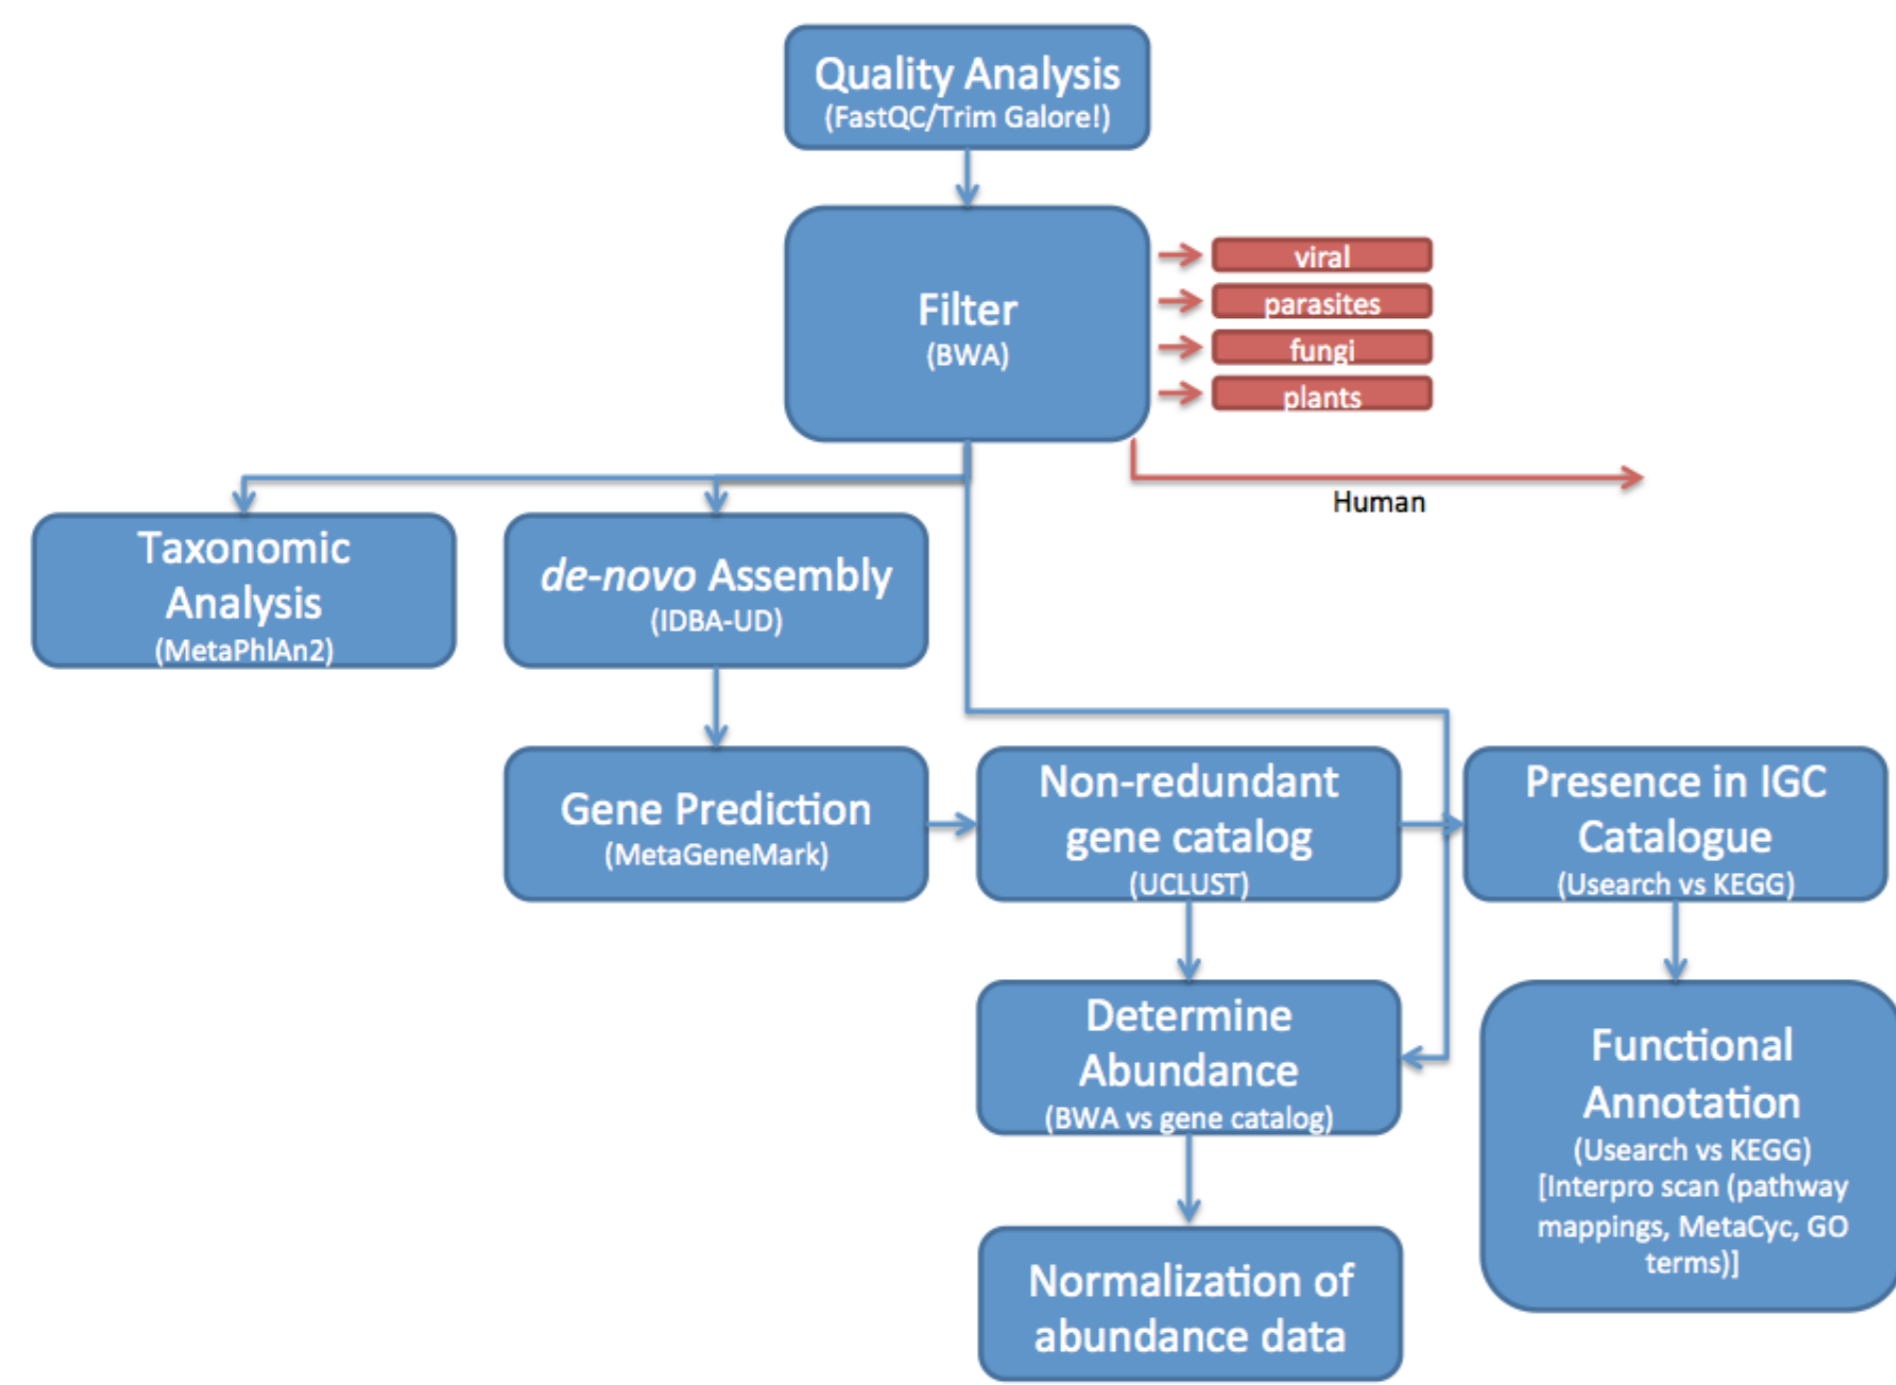 Quality Analysis
(FastQC/Trim Galore!)
Filter
(BWA)
viral
parasites
fungi
plants
Human
Taxonomic
Analysis
(MetaPhlAn2)
de-novo Assembly
(IDBA-UD)
Gene Prediction
(MetaGeneMark)
Non-redundant
gene catalog
(UCLUST)
Presence in IGC
Catalogue
(Usearch vs KEGG)
Determine
Abundance
(BWA vs gene catalog)
Functional
Annotation
(Usearch vs KEGG)
[Interpro scan (pathway
mappings, MetaCyc, GO
terms)]
Normalization of
abundance data